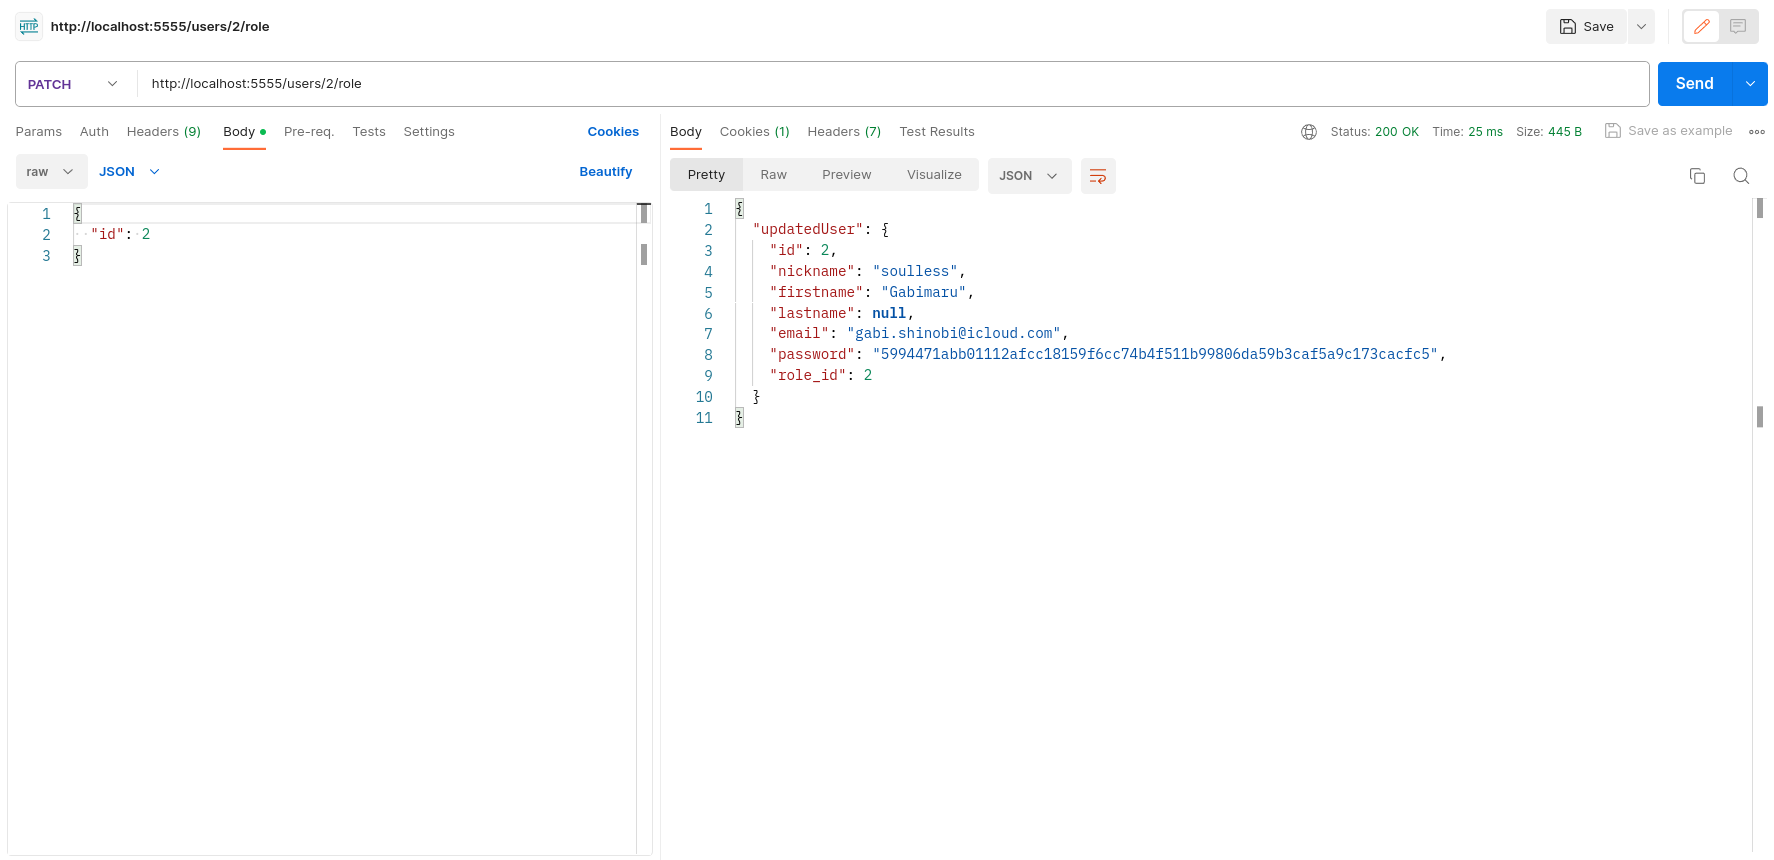 HTTP http://localhost:5555/users/2/role Save
PATCH http://localhost:5555/users/2/role Send
Params Auth Headers (9) Body Pre-req. Tests Settings Cookies
raw JSON Beautify
1 {
2 "id": 2
3 }
Body Cookies (1) Headers (7) Test Results Status: 200 OK Time: 25 ms Size: 445 B Save as example
Pretty Raw Preview Visualize JSON
1 {
2 "updatedUser": {
3 "id": 2,
4 "nickname": "soulless",
5 "firstname": "Gabimaru",
6 "lastname": null,
7 "email": "gabi.shinobi@icloud.com",
8 "password": "5994471abb01112afcc18159f6cc74b4f511b99806da59b3caf5a9c173cacfc5",
9 "role_id": 2
10 }
11 }